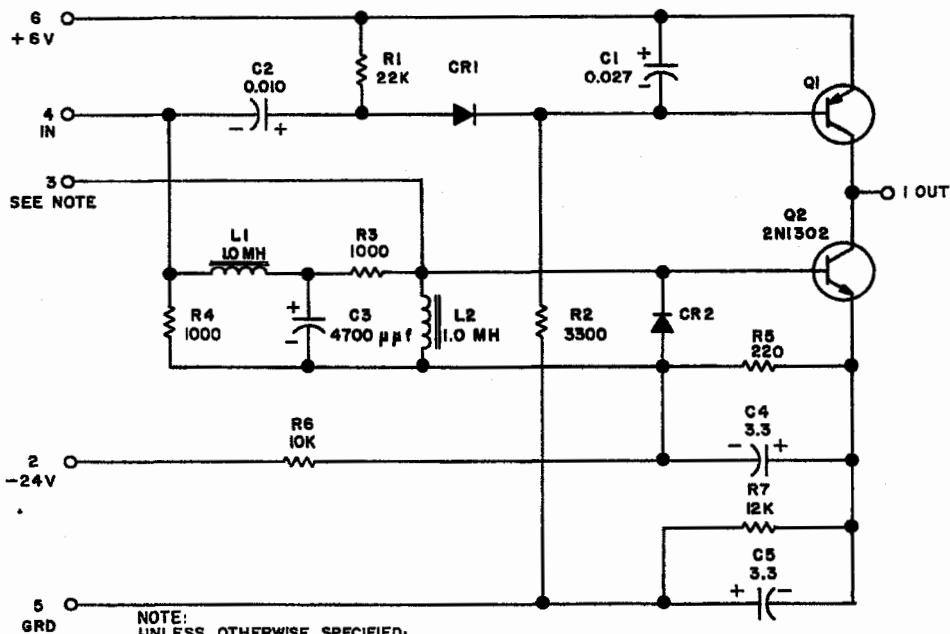 6
+6V
C2
0.010
R1
22K
CR1
C1
0.027
+
-
Q1
4
IN
- +
3
SEE NOTE
1 OUT
Q2
2N1302
L1
1.0 MH
R3
1000
R4
1000
+
-
C3
4700 μμf
L2
1.0 MH
R2
3300
CR2
R5
220
R6
10K
C4
3.3
- +
2
-24V
R7
12K
C5
3.3
+ -
5
GRD
NOTE:
UNLESS OTHERWISE SPECIFIED: